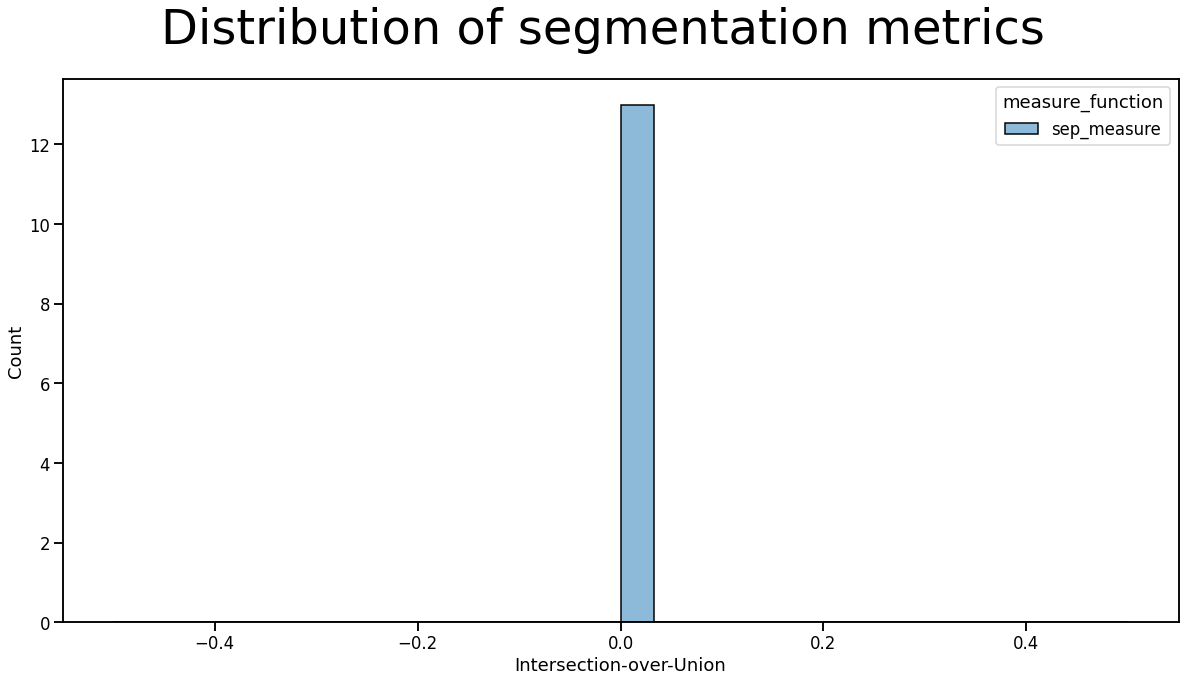 Distribution of segmentation metrics
measure_function
sep_measure
12
10
8
6
4
2
0
Count
−0.4
−0.2
0.0
0.2
0.4
Intersection-over-Union